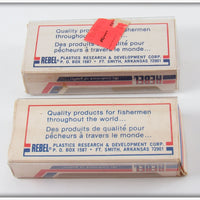 Quality products for fishermen
throughout the world...
Des produits de qualité pour
pêcheurs à travers le monde...
REBEL PLASTICS RESEARCH & DEVELOPMENT CORP.
P. O. BOX 1587 • FT. SMITH, ARKANSAS 72901
Quality products for fishermen
throughout the world...
Des produits de qualité pour
pêcheurs à travers le monde...
REBEL PLASTICS RESEARCH & DEVELOPMENT CORP.
P. O. BOX 1587 • FT. SMITH, ARKANSAS 72901